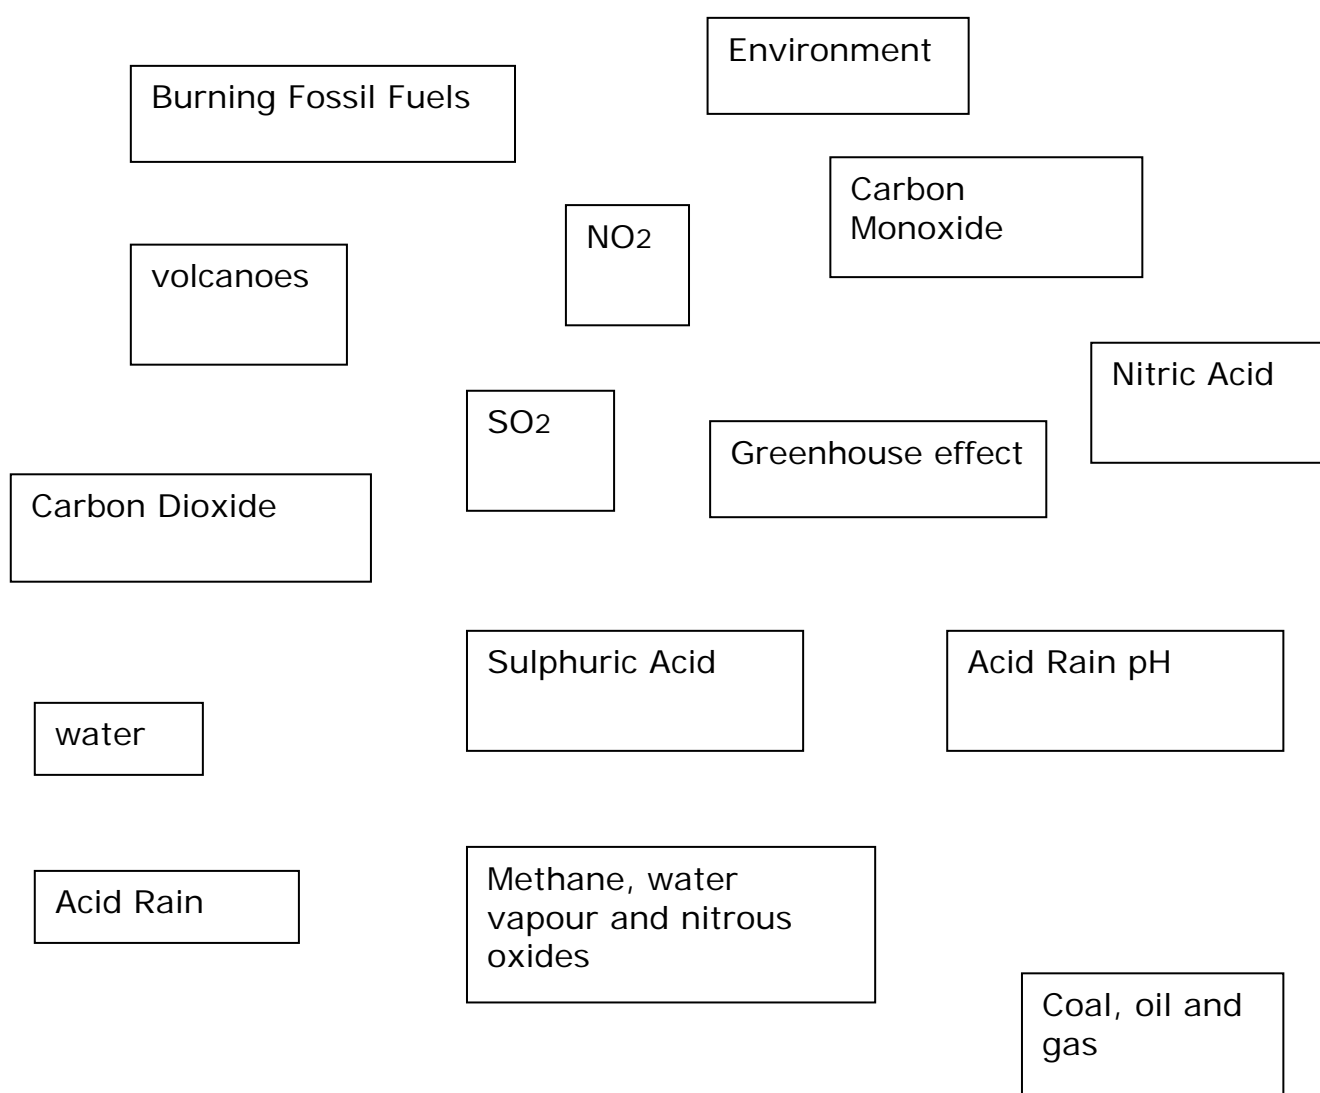 Environment
Burning Fossil Fuels
Carbon
Monoxide
NO2
volcanoes
Nitric Acid
SO2
Greenhouse effect
Carbon Dioxide
Sulphuric Acid
Acid Rain pH
water
Methane, water
vapour and nitrous
oxides
Acid Rain
Coal, oil and
gas